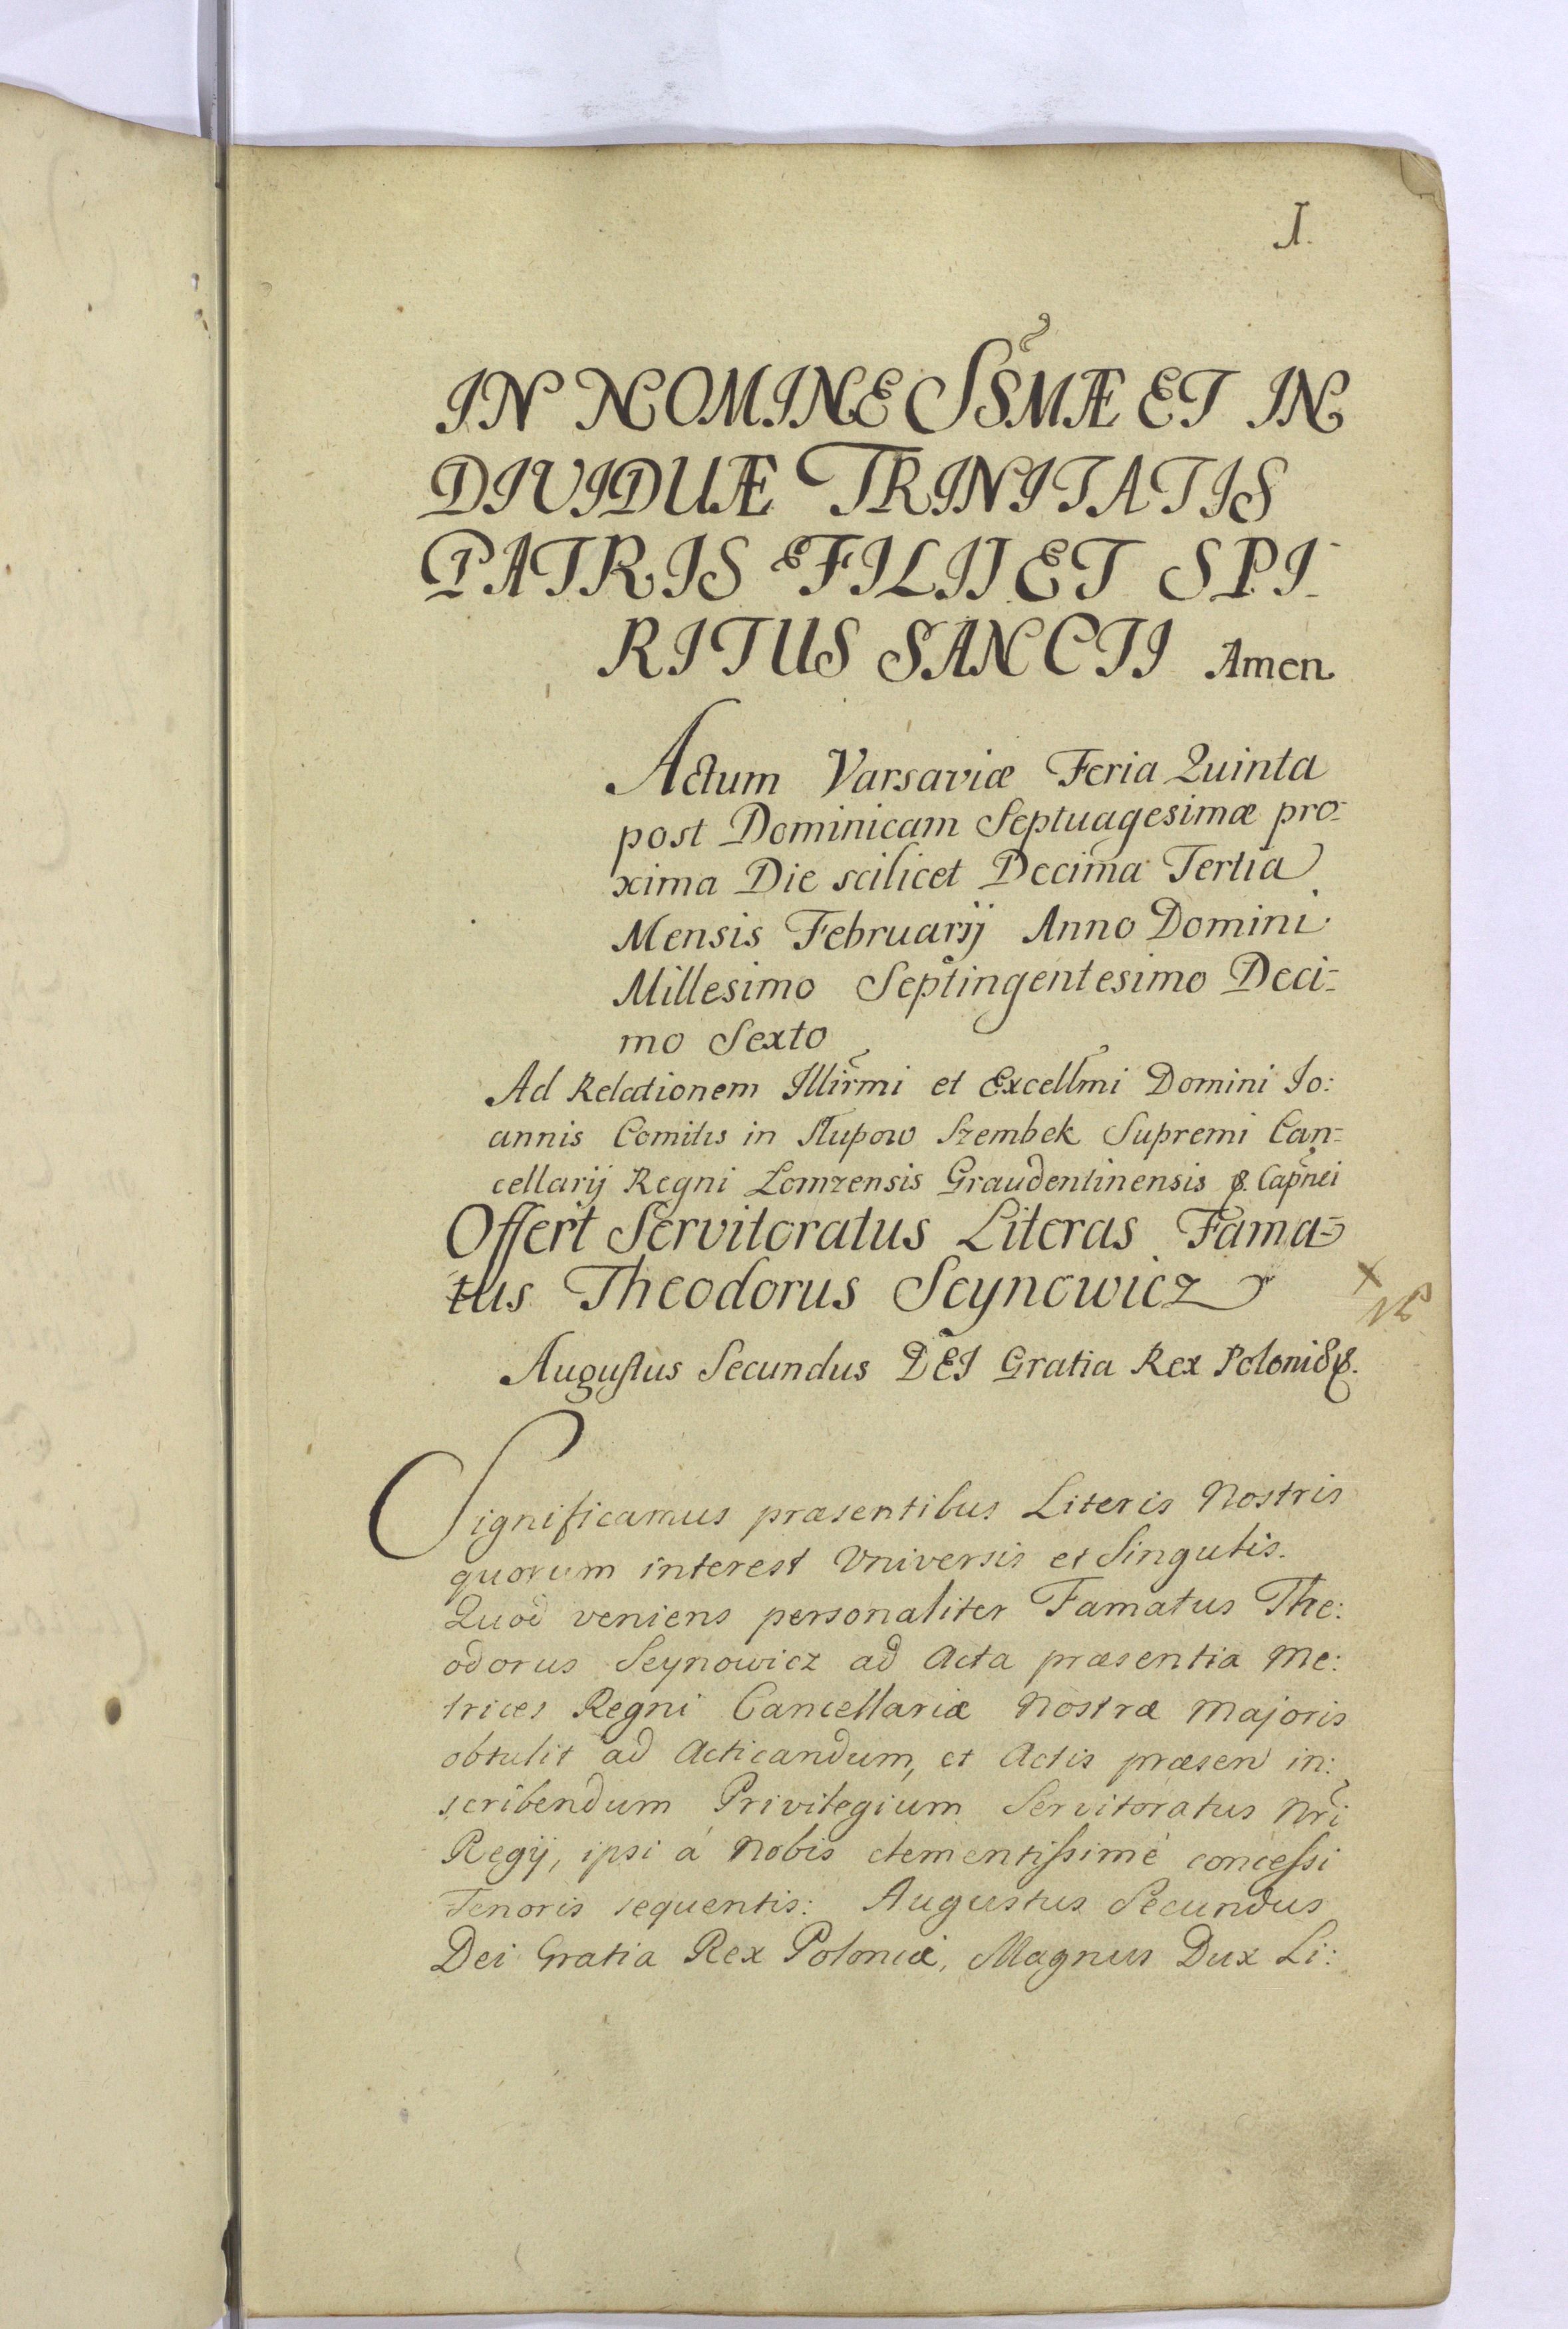 I.
IN NOMINE SSMÆ ET IN
DIVIDUÆ TRINITATIS
PATRIS E FILIJ ET SPI-
RITUS SANCTI Amen
Actum Varsaviæ Feria Quinta
post Dominicam Septuagesimæ pro-
xima Die scilicet Decima Tertia
Mensis Februarij Anno Domini
Millesimo Septingentesimo Deci-
mo Sexto
Ad Relationem Illirmi et Excellmi Domini Jo:
annis Comitis in Słupow Szembek Supremi Can=
cellarij Regni Lomzensis Graudentinensis &. Capnei
Offert Servitoratus Literas Fama=
tus Theodorus Seynowicz
Augustus Secundus DEI Gratia Rex Poloniæ &.
Significamus præsentibus Literis Nostris
quorum interest Vniversis et Singulis.
Quod veniens personaliter Famatus The:
odorus Seynowicz ad Acta præsentia Me:
trices Regni Cancellariæ Nostræ Majoris
obtulit ad Acticandum, et Actis præsen in:
scribendum Privilegium Servitoratus Nri
Regij, ipsi á Nobis clementissimé concessi
Tenoris sequentis: Augustus Secundus
Dei Gratia Rex Poloniæ, Magnus Dux Li: